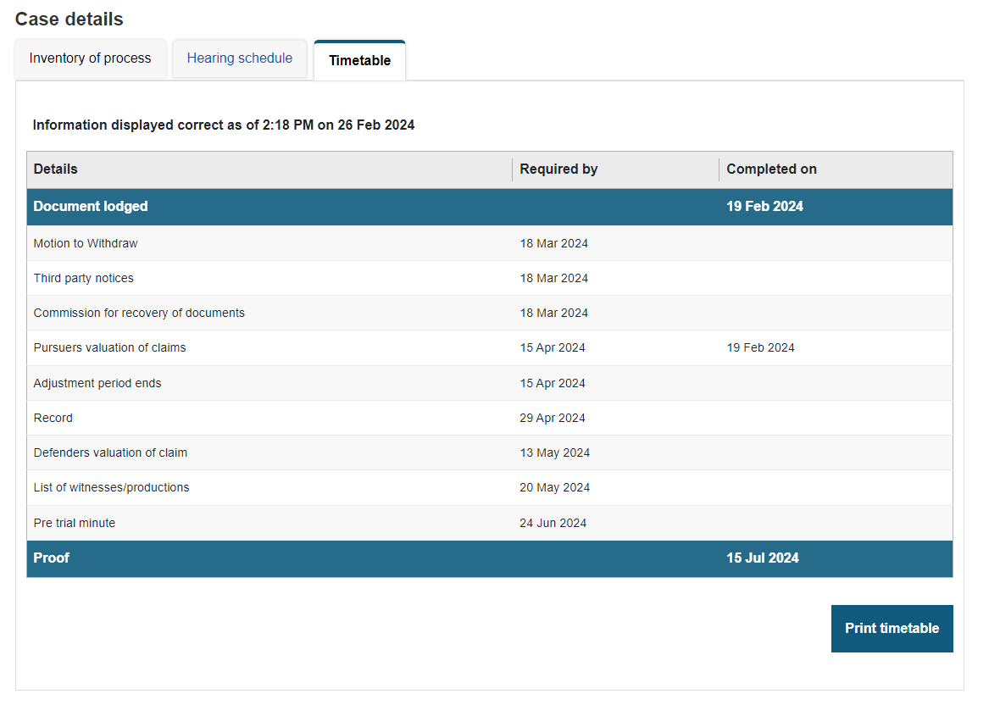 Case details
Inventory of process Hearing schedule Timetable
Information displayed correct as of 2:18 PM on 26 Feb 2024
Details Required by Completed on
Document lodged 19 Feb 2024
Motion to Withdraw 18 Mar 2024
Third party notices 18 Mar 2024
Commission for recovery of documents 18 Mar 2024
Pursuers valuation of claims 15 Apr 2024 19 Feb 2024
Adjustment period ends 15 Apr 2024
Record 29 Apr 2024
Defenders valuation of claim 13 May 2024
List of witnesses/productions 20 May 2024
Pre trial minute 24 Jun 2024
Proof 15 Jul 2024
Print timetable